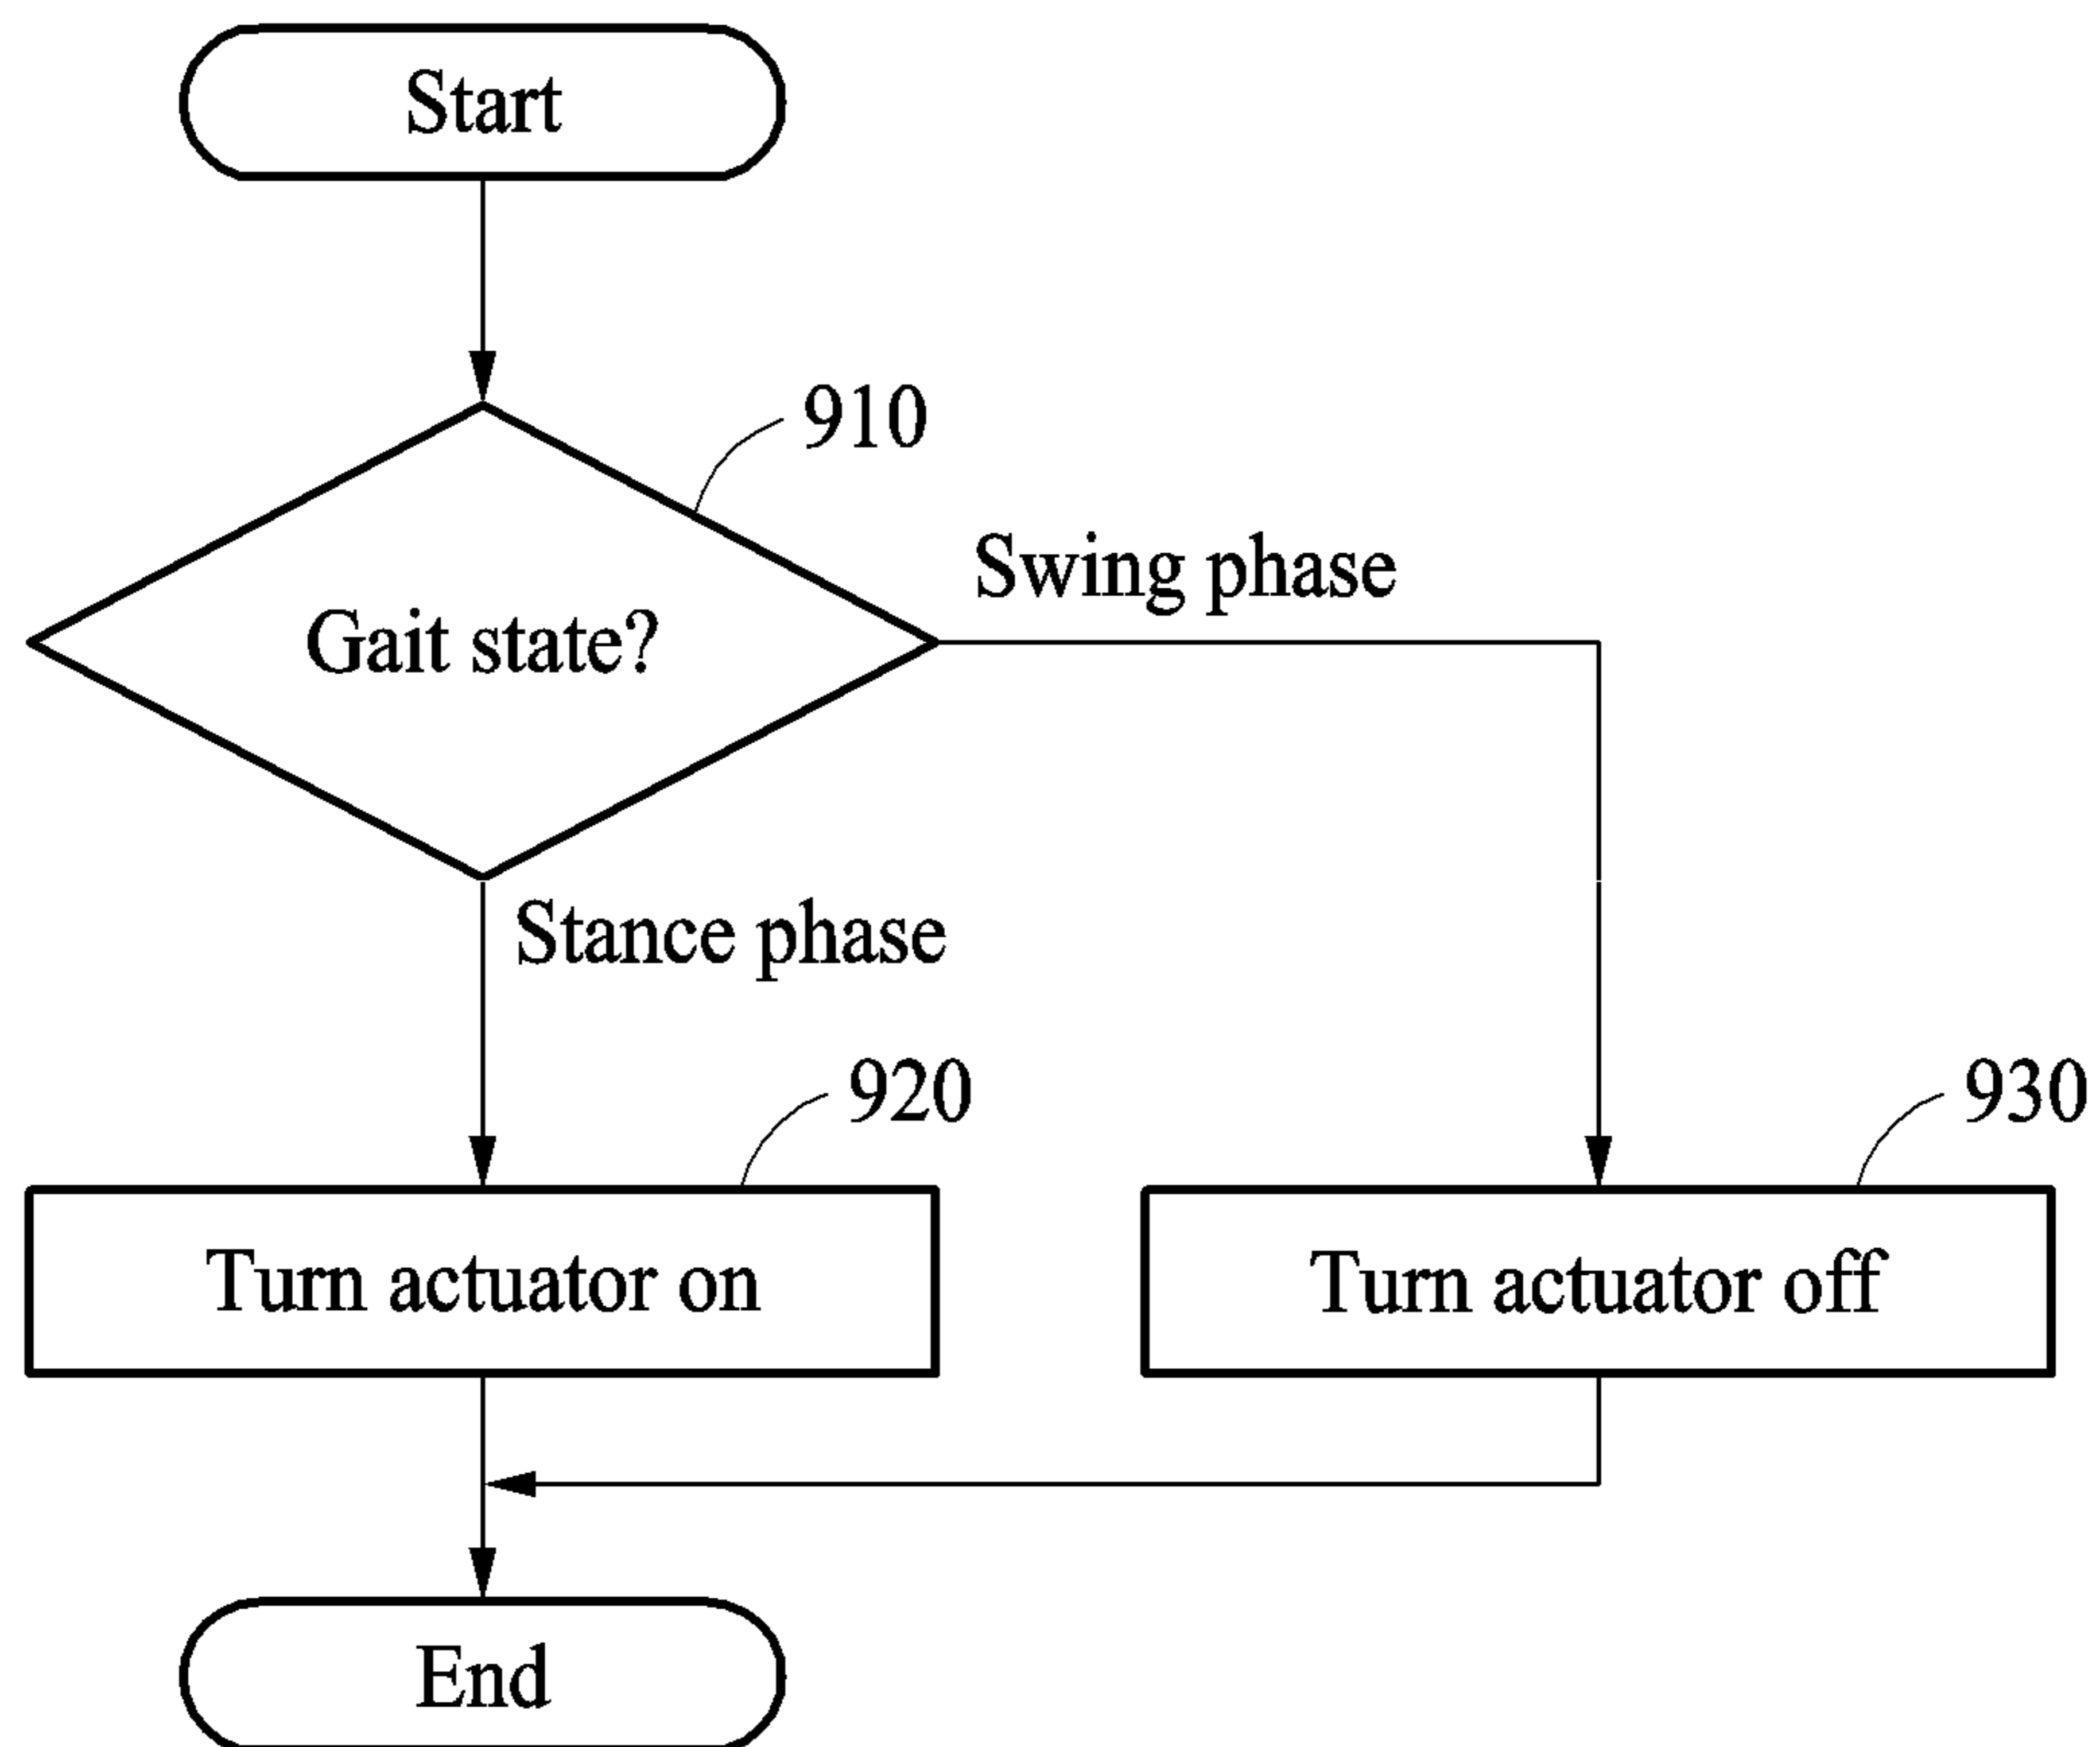 Start
910
Swing phase
Gait state?
Stance phase
920
930
Turn actuator on
Turn actuator off
End